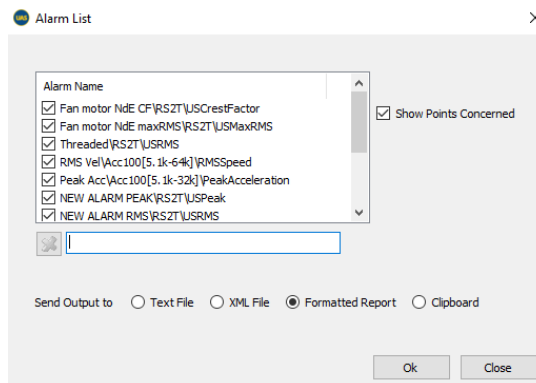 UAS Alarm List
Alarm Name
Fan motor NdE CF\RS2T\USCrestFactor
Show Points Concerned
Fan motor NdE maxRMS\RS2T\USMaxRMS
Threaded\RS2T\USRMS
RMS Vel\Acc100[5.1k-64k]\RMSSpeed
Peak Acc\Acc100[5.1k-32k]\PeakAcceleration
NEW ALARM PEAK\RS2T\USPeak
NEW ALARM RMS\RS2T\USRMS
Send Output to Text File XML File Formatted Report Clipboard
Ok Close